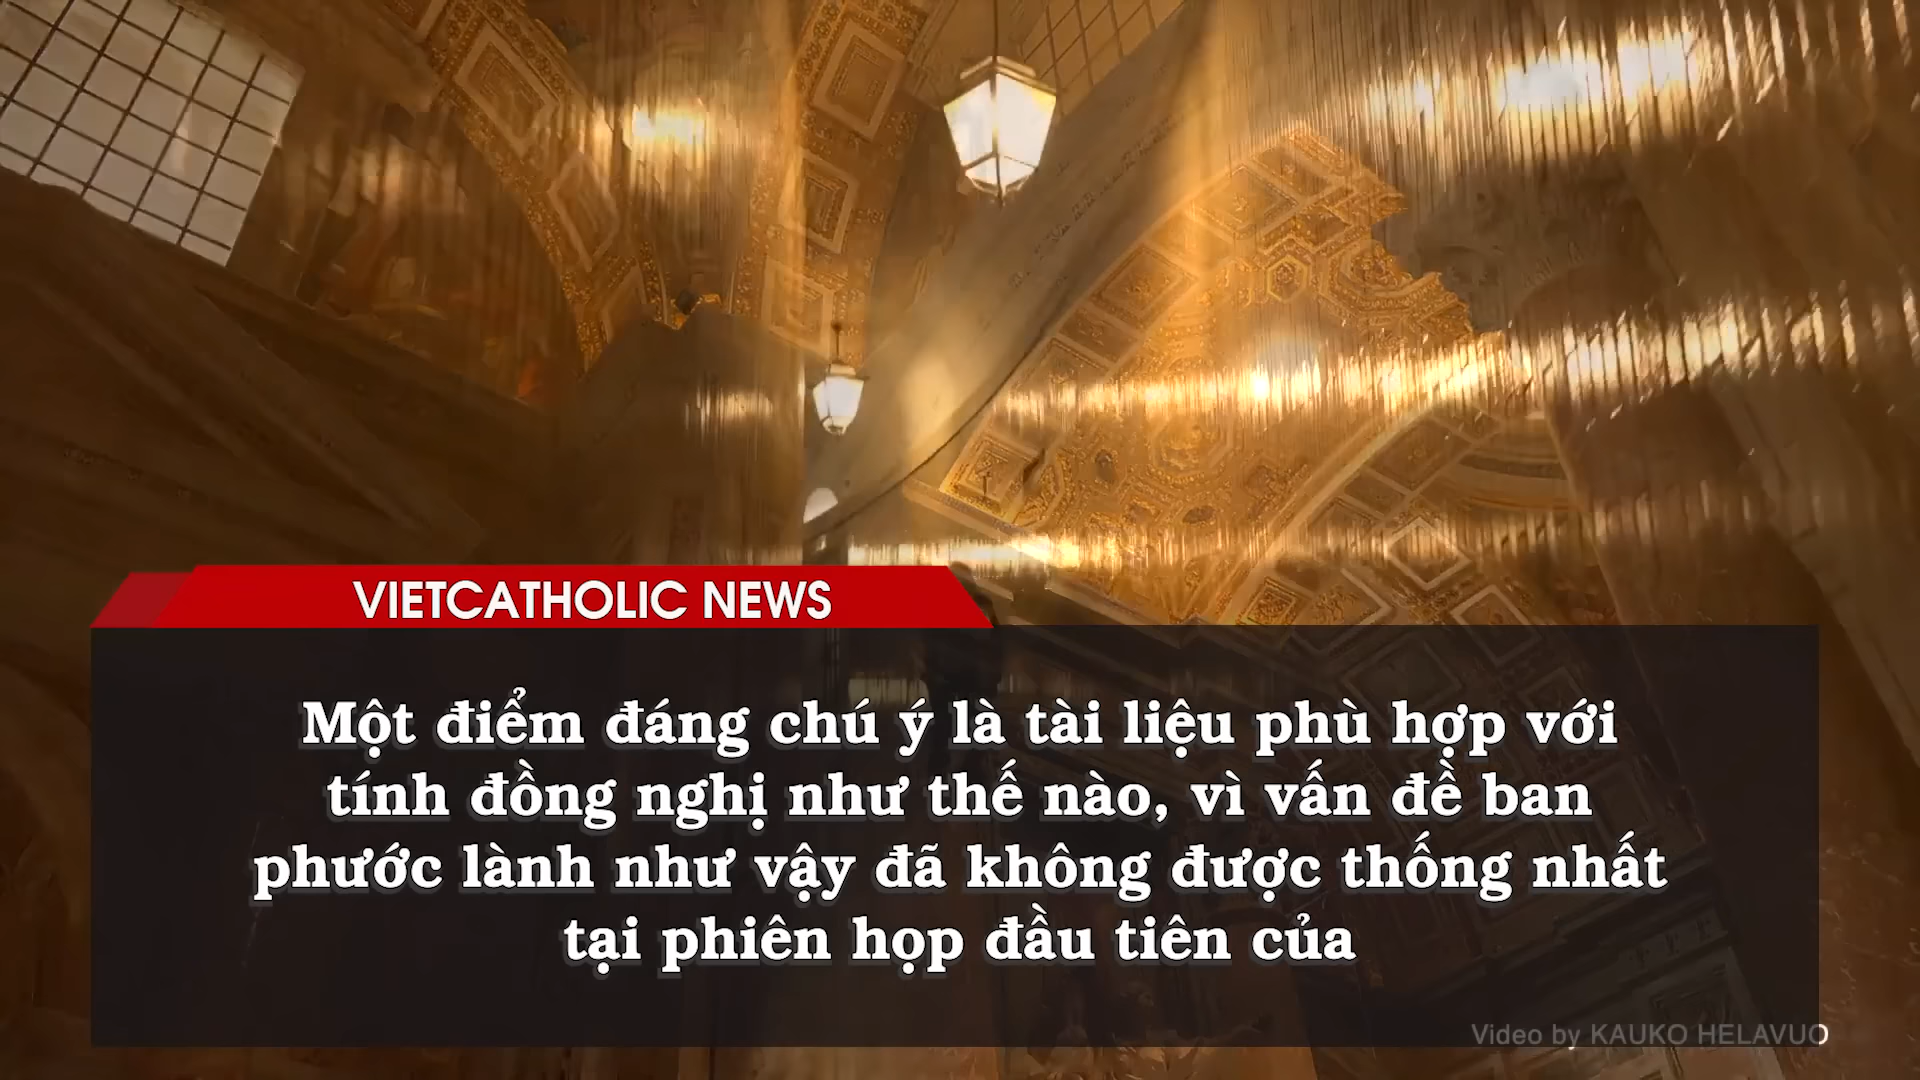 VIETCATHOLIC NEWS
Một điểm đáng chú ý là tài liệu phù hợp với
tính đồng nghị như thế nào, vì vấn đề ban
phước lành như vậy đã không được thống nhất
tại phiên họp đầu tiên của
Video by KAUKO HELAVUO